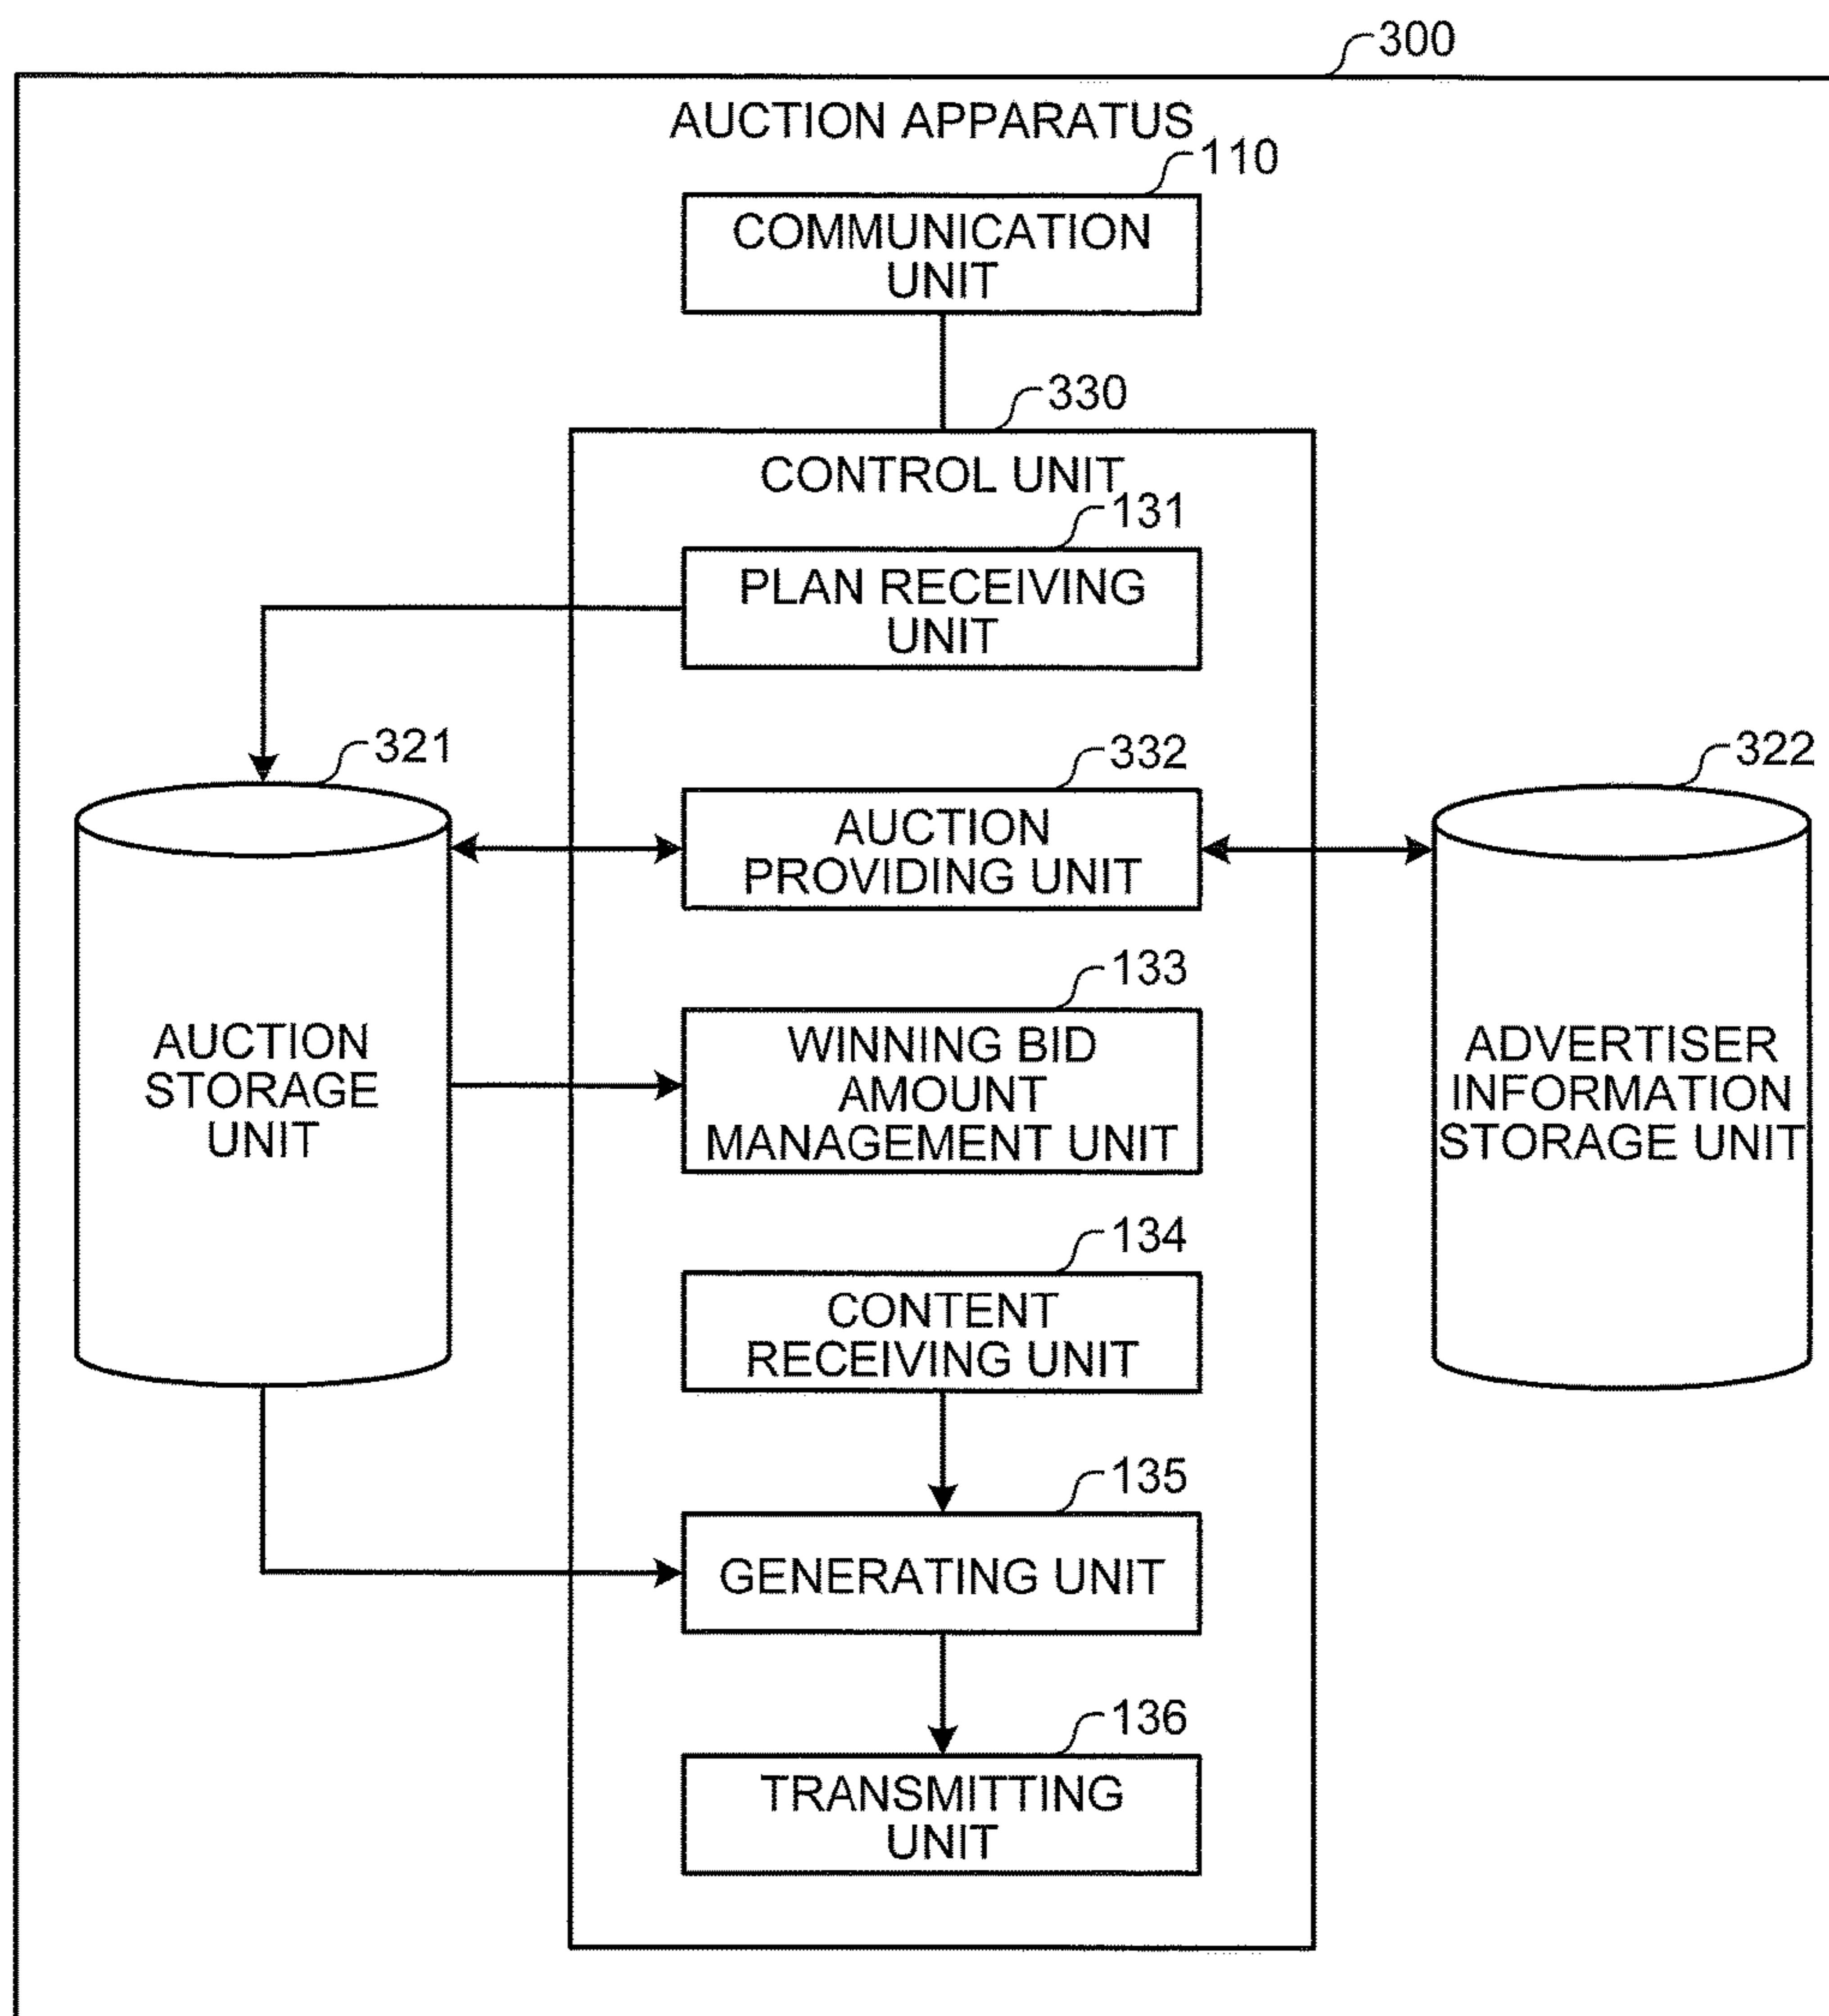 300
AUCTION APPARATUS
110
COMMUNICATION
UNIT
330
CONTROL UNIT
131
PLAN RECEIVING
UNIT
321
332
322
AUCTION
PROVIDING UNIT
133
AUCTION
STORAGE
UNIT
WINNING BID
AMOUNT
MANAGEMENT UNIT
ADVERTISER
INFORMATION
STORAGE UNIT
134
CONTENT
RECEIVING UNIT
135
GENERATING UNIT
136
TRANSMITTING
UNIT